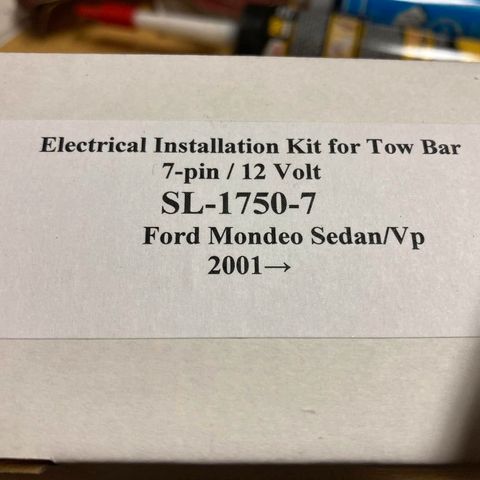 Electrical Installation Kit for Tow Bar
7-pin / 12 Volt
SL-1750-7
Ford Mondeo Sedan/Vp
2001→